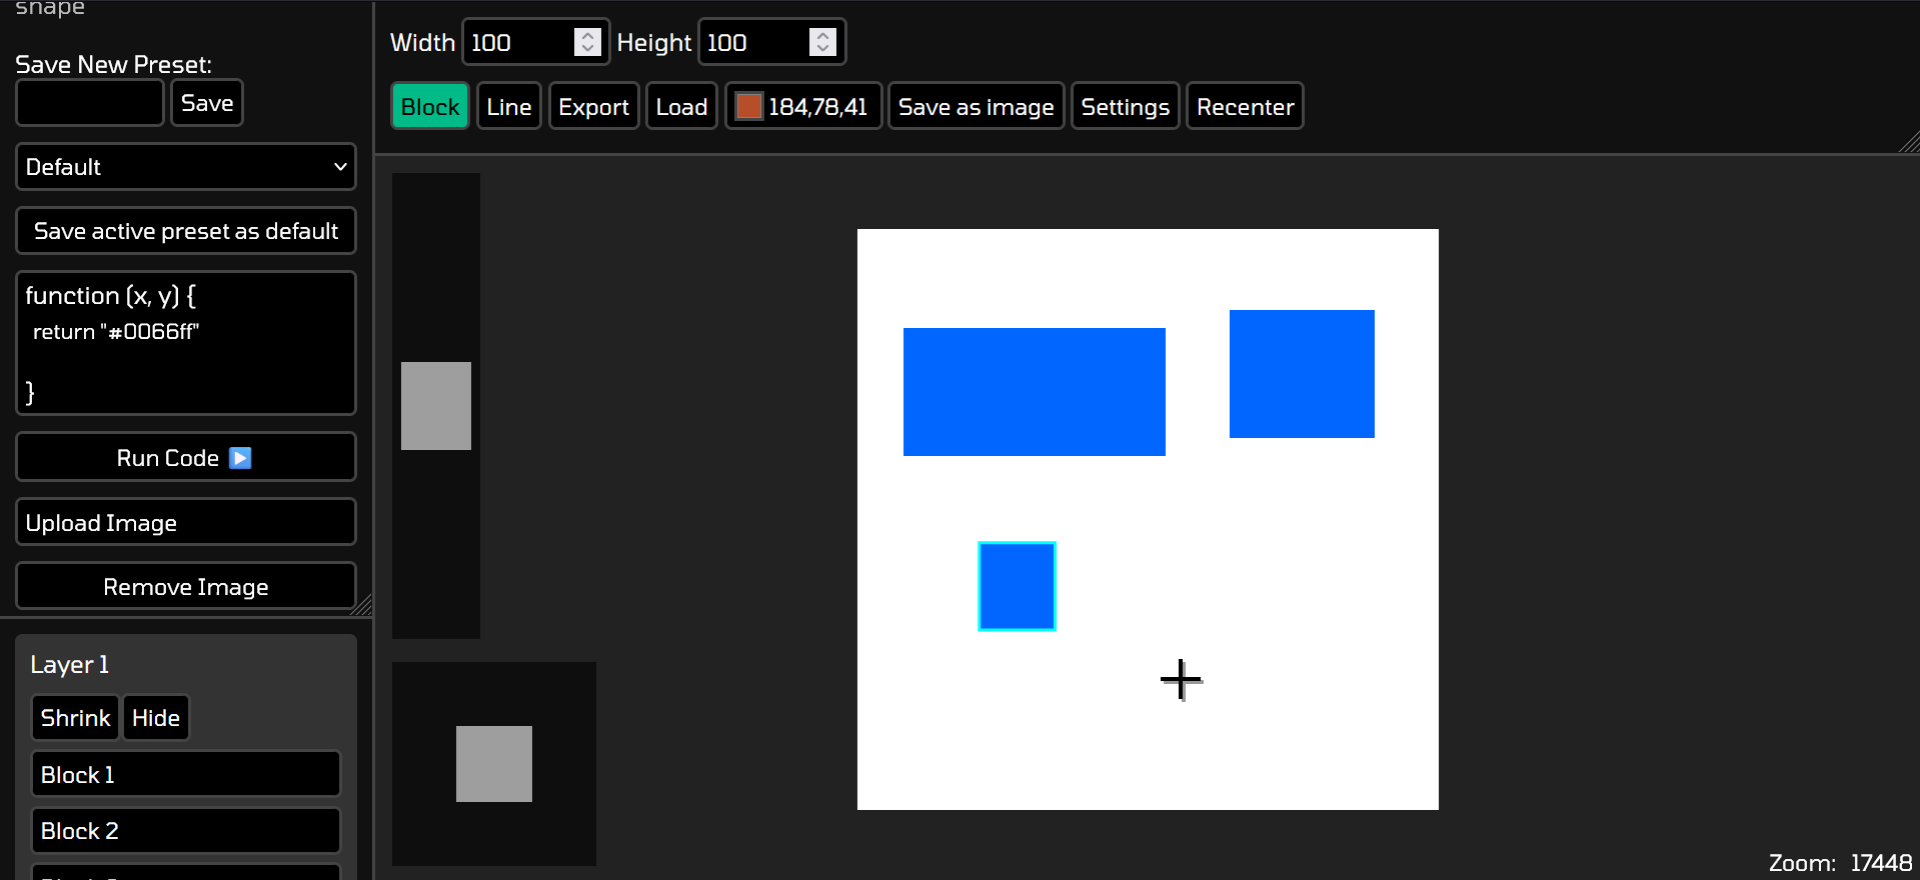 shape
Save New Preset:
Save
Default
Save active preset as default
function (x, y) {
return "#0066ff"
}
Run Code ▶️
Upload Image
Remove Image
Layer 1
Shrink Hide
Block 1
Block 2
Width 100 Height 100
Block Line Export Load 184,78,41 Save as image Settings Recenter
Zoom: 17448